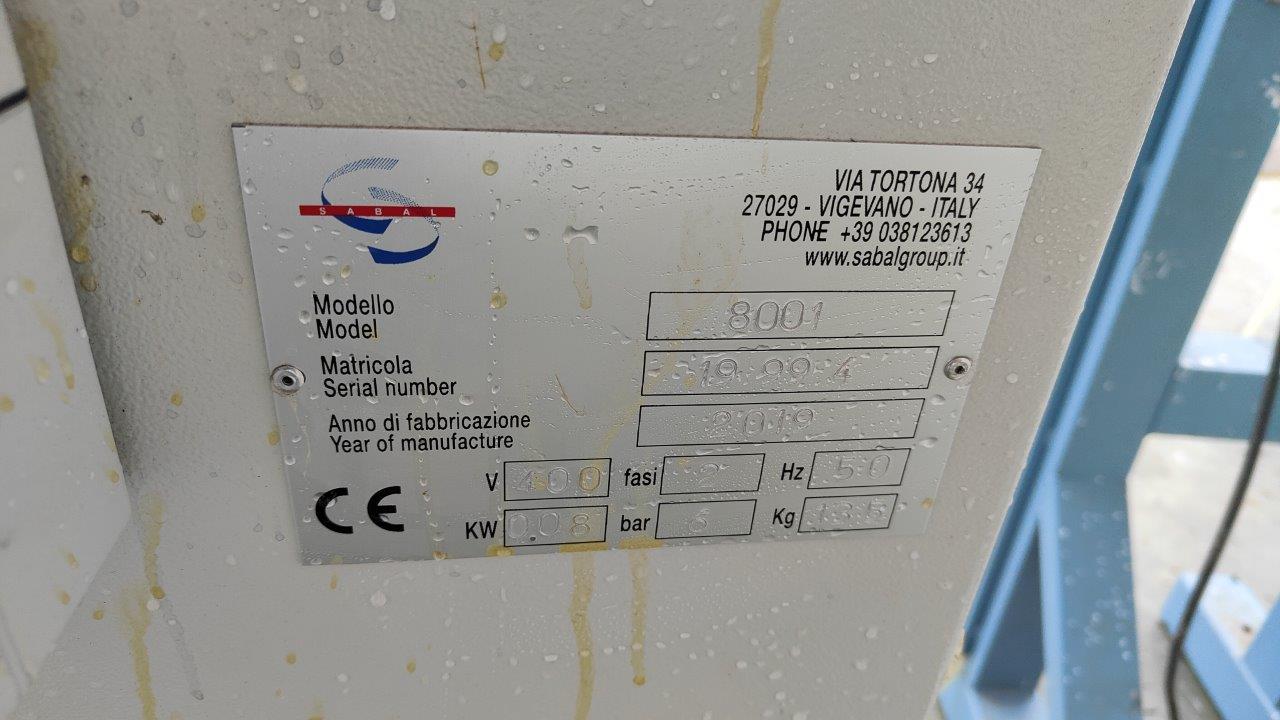 SABAL
VIA TORTONA 34
27029 - VIGEVANO - ITALY
PHONE +39 038123613
www.sabalgroup.it
Modello
Model 8001
Matricola
Serial number 19 99 4
Anno di fabbricazione
Year of manufacture 2019
V 400 fasi 2 Hz 50
CE KW 0.08 bar Kg 135